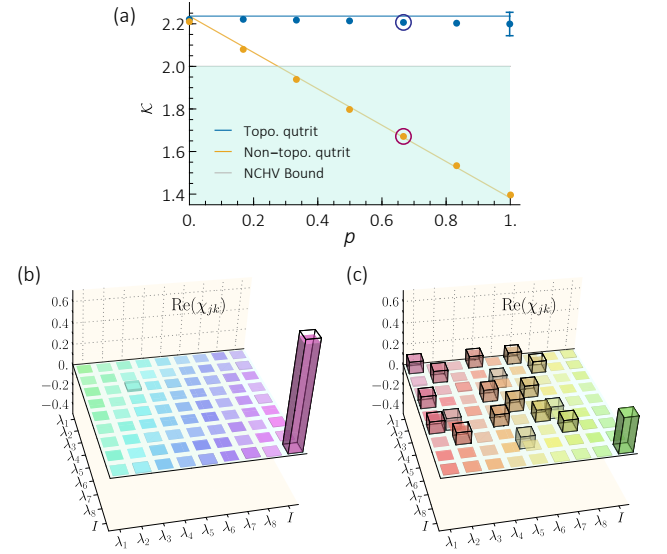 (a)
2.2
2.0
1.8
1.6
1.4
𝒦
Topo. qutrit
Non−topo. qutrit
NCHV Bound
0. 0.2 0.4 0.6 0.8 1.
p
(b)
0.6
0.4
0.2
0.
−0.2
−0.4
Re(χjk)
λ1
λ2
λ3
λ4
λ5
λ6
λ7
λ8
I
λ1 λ2 λ3 λ4 λ5 λ6 λ7 λ8 I
(c)
0.6
0.4
0.2
0.
−0.2
−0.4
Re(χjk)
λ1
λ2
λ3
λ4
λ5
λ6
λ7
λ8
I
λ1 λ2 λ3 λ4 λ5 λ6 λ7 λ8 I